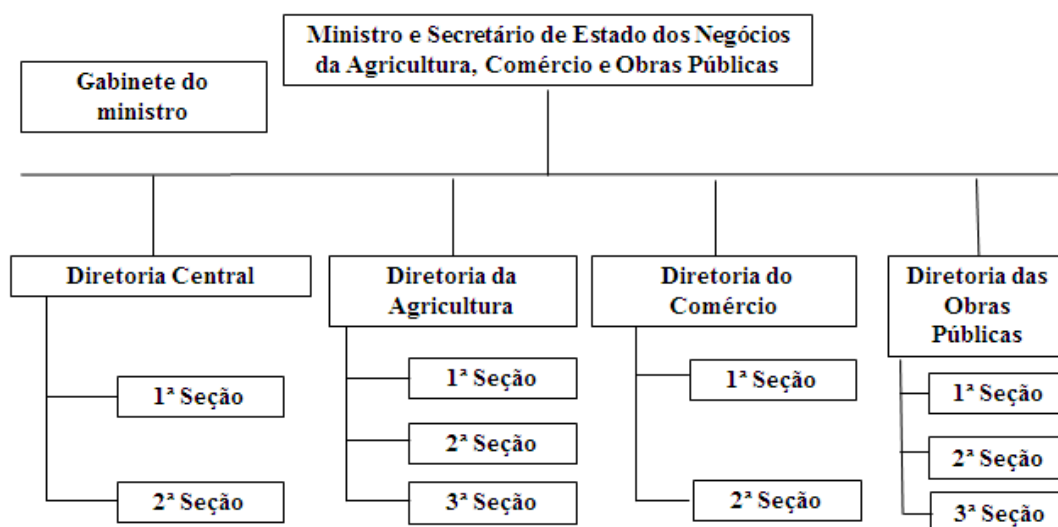 Ministro e Secretário de Estado dos Negócios
da Agricultura, Comércio e Obras Públicas
Gabinete do
ministro
Diretoria Central
1ª Seção
2ª Seção
Diretoria da
Agricultura
1ª Seção
2ª Seção
3ª Seção
Diretoria do
Comércio
1ª Seção
2ª Seção
Diretoria das
Obras
Públicas
1ª Seção
2ª Seção
3ª Seção